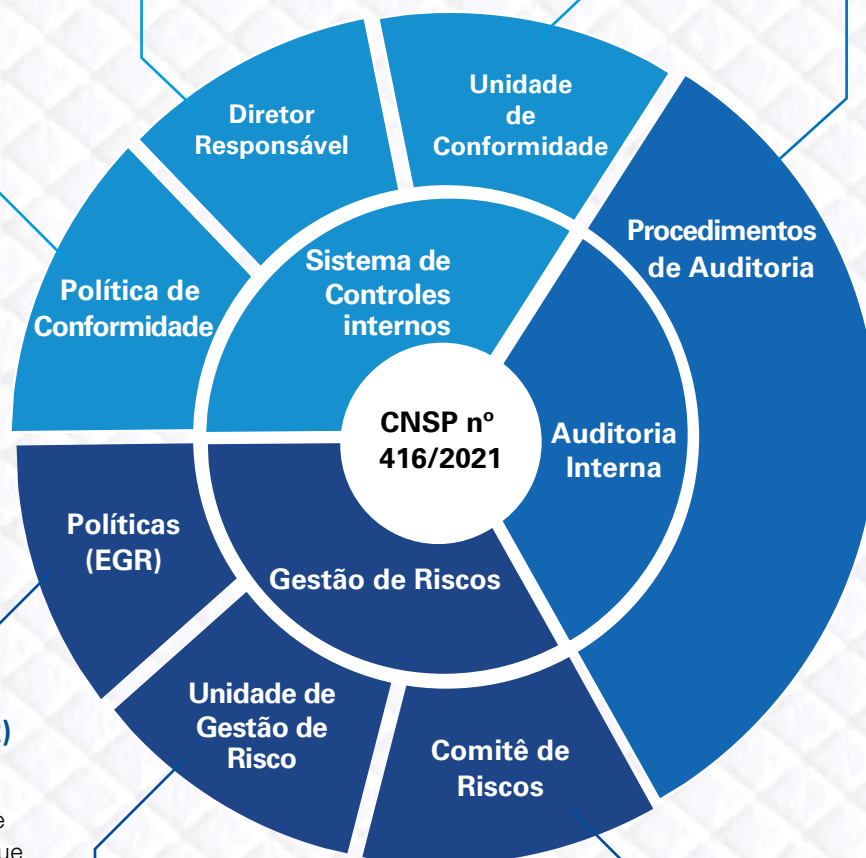 Unidade
de
Conformidade
Diretor
Responsável
Procedimentos
de Auditoria
Sistema de
Controles
internos
Política de
Conformidade
CNSP nº
416/2021
Auditoria
Interna
Políticas
(EGR)
Gestão de Riscos
Unidade de
Gestão de
Risco
Comitê de
Riscos
)
e
ue